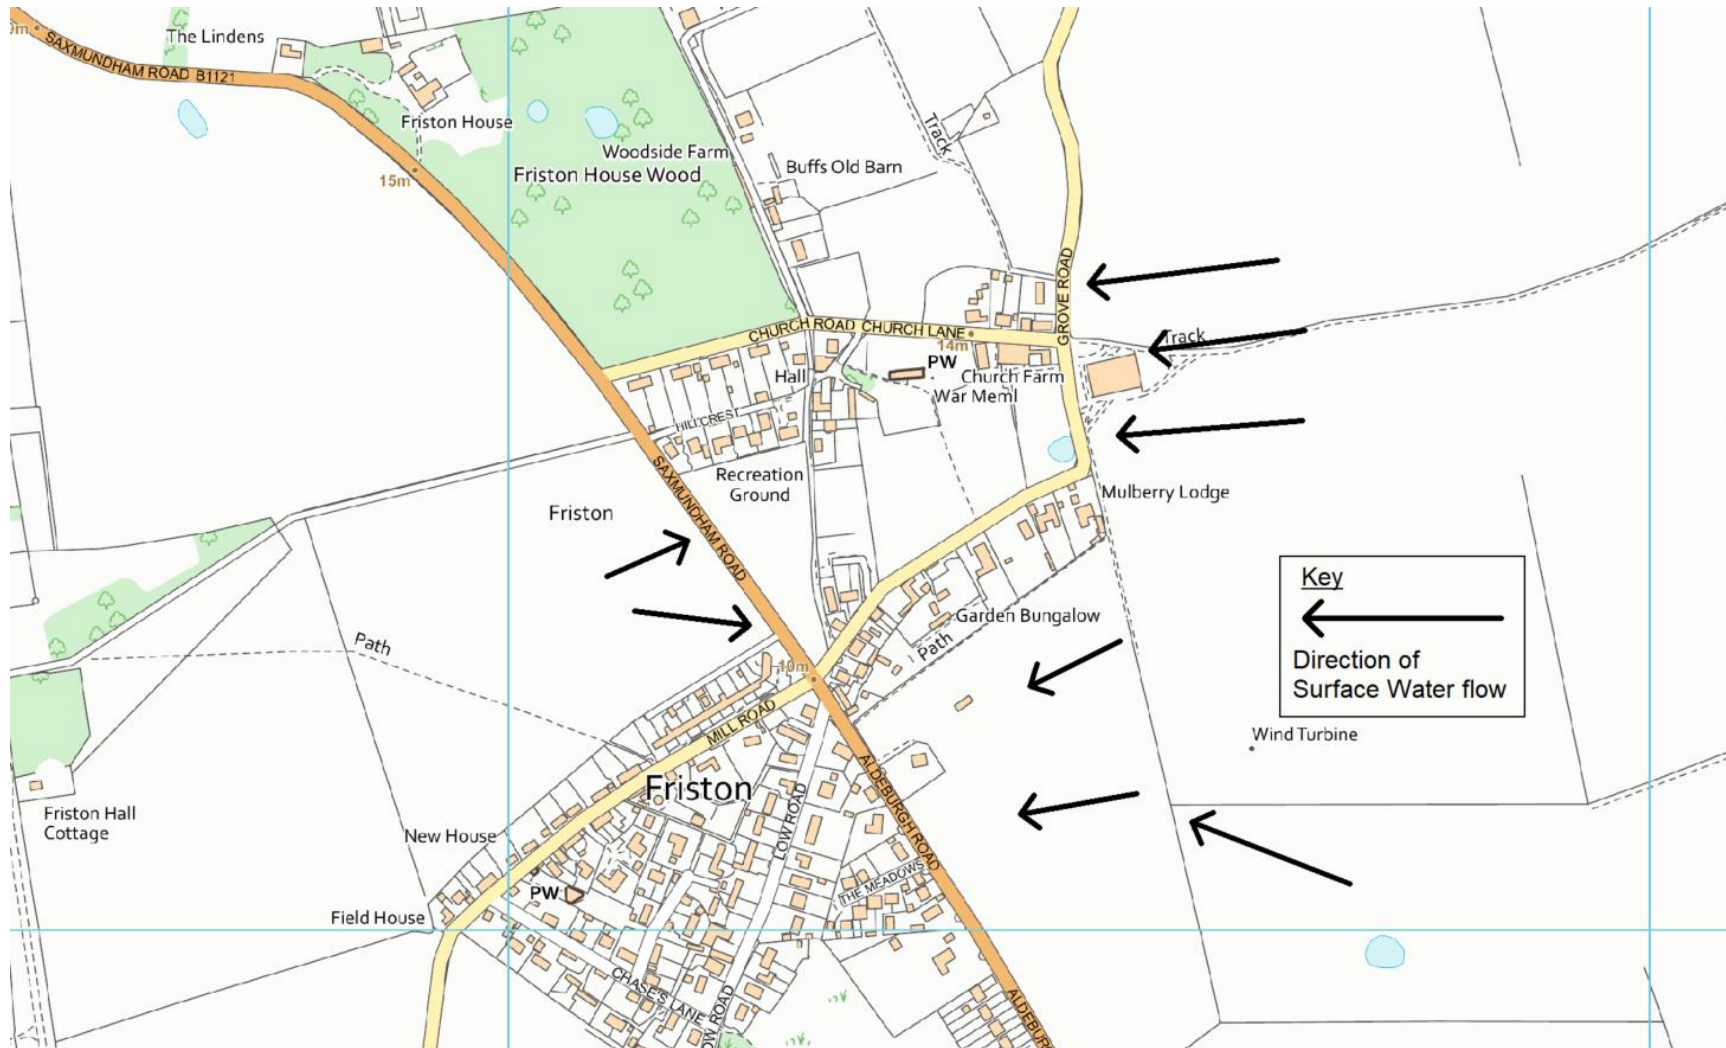 The Lindens
SAXMUNDHAM ROAD B1121
Friston House
15m
Woodside Farm
Friston House Wood
Buffs Old Barn
Track
GROVE ROAD
CHURCH ROAD
CHURCH LANE
14m
Track
PW
Hall
Church Farm
War Meml
HILLCREST
Recreation
Ground
SAXMUNDHAM ROAD
Mulberry Lodge
Friston
Garden Bungalow
Path
Path
Key
Direction of
Surface Water flow
10m
MILL ROAD
Wind Turbine
ALDEBURGH ROAD
Friston
LOW ROAD
Friston Hall
Cottage
New House
THE MEADOWS
PW
Field House
CHASE'S LANE